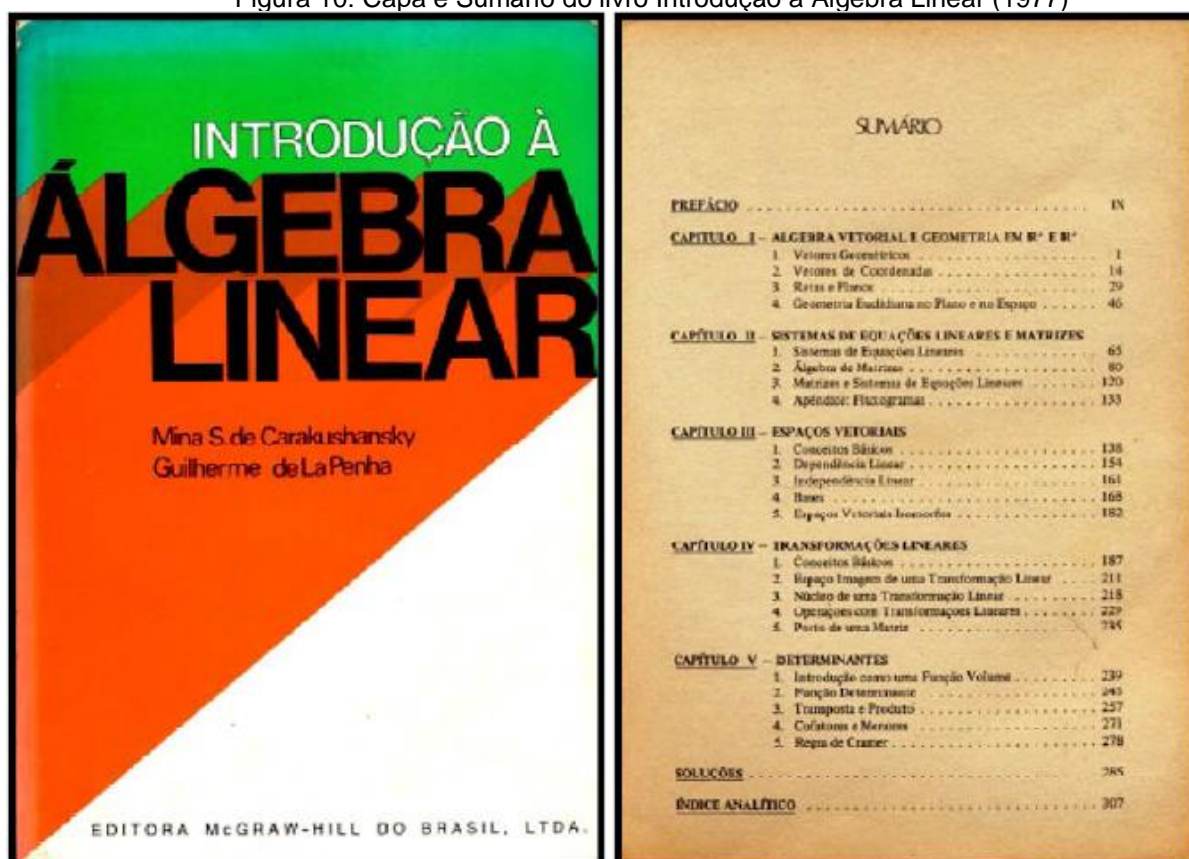 Figura 10: Capa e Sumário do livro Introdução à Álgebra Linear (1977)
INTRODUÇÃO À
ÁLGEBRA
LINEAR
Mina S. de Carakushansky
Guilherme de La Penha
EDITORA McGRAW-HILL DO BRASIL, LTDA.
SUMÁRIO
PREFÁCIO . . . . . . . . . . IX
CAPÍTULO I – ÁLGEBRA VETORIAL E GEOMETRIA EM E
1. Vetores Geométricos . . . . . . . . . . 1
2. Vetores de Coordenadas . . . . . . . . . . 14
3. Retas e Planos . . . . . . . . . . 29
4. Geometria Euclidiana no Plano e no Espaço . . . . . . 46
CAPÍTULO II – SISTEMAS DE EQUAÇÕES LINEARES E MATRIZES
1. Sistemas de Equações Lineares . . . . . . . . . . 65
2. Álgebra de Matrizes . . . . . . . . . . 80
3. Matrizes e Sistemas de Equações Lineares . . . . . . . 120
4. Apêndice: Fluxogramas . . . . . . . . . . 133
CAPÍTULO III – ESPAÇOS VETORIAIS
1. Conceitos Básicos . . . . . . . . . . 138
2. Dependência Linear . . . . . . . . . . 154
3. Independência Linear . . . . . . . . . . 161
4. Bases . . . . . . . . . . 168
5. Espaços Vetoriais Isomorfos . . . . . . . . . . 182
CAPÍTULO IV – TRANSFORMAÇÕES LINEARES
1. Conceitos Básicos . . . . . . . . . . 187
2. Espaço Imagem de uma Transformação Linear . . . . 211
3. Núcleo de uma Transformação Linear . . . . . . . 218
4. Operações com Transformações Lineares . . . . . . . 229
5. Posto de uma Matriz . . . . . . . . . .
CAPÍTULO V – DETERMINANTES
1. Introdução como uma Função Volume . . . . . . . . 239
2. Função Determinante . . . . . . . . . .
3. Transposta e Produto . . . . . . . . . . 257
4. Cofatores e Menores . . . . . . . . . . 271
5. Regra de Cramer . . . . . . . . . . 278
SOLUÇÕES . . . . . . . . . . 285
ÍNDICE ANALÍTICO . . . . . . . . . . 307